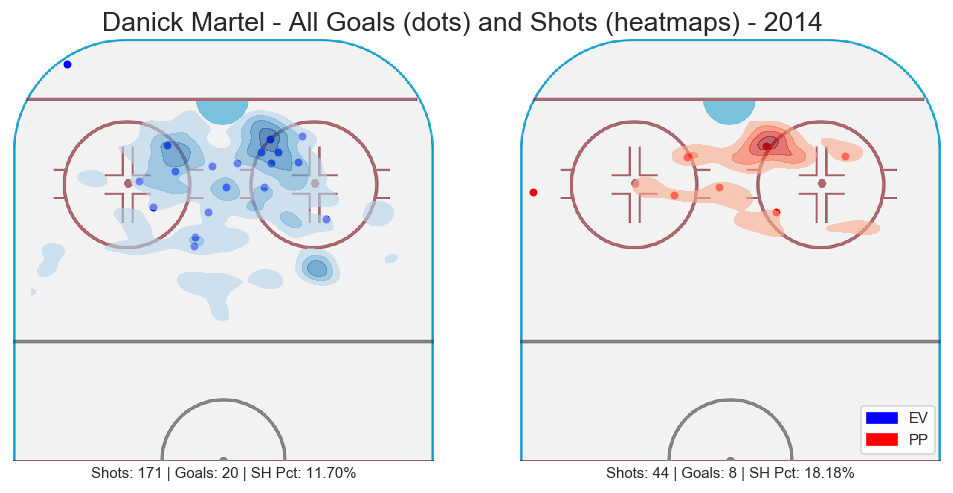 Danick Martel - All Goals (dots) and Shots (heatmaps) - 2014
EV
PP
Shots: 171 | Goals: 20 | SH Pct: 11.70%
Shots: 44 | Goals: 8 | SH Pct: 18.18%